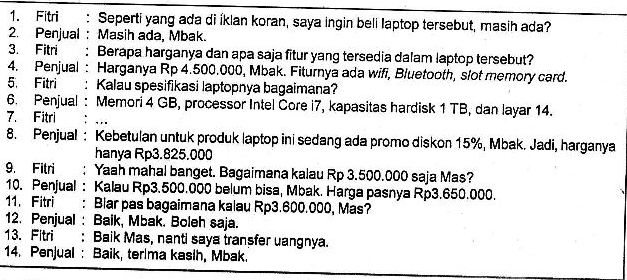 1. Fitri : Seperti yang ada di iklan koran, saya ingin beli laptop tersebut, masih ada?
2. Penjual : Masih ada, Mbak.
3. Fitri : Berapa harganya dan apa saja fitur yang tersedia dalam laptop tersebut?
4. Penjual : Harganya Rp 4.500.000, Mbak. Fiturnya ada wifi, Bluetooth, slot memory card.
5. Fitri : Kalau spesifikasi laptopnya bagaimana?
6. Penjual : Memori 4 GB, processor Intel Core i7, kapasitas hardisk 1 TB, dan layar 14.
7. Fitri : ...
8. Penjual : Kebetulan untuk produk laptop ini sedang ada promo diskon 15%, Mbak. Jadi, harganya
hanya Rp3.825.000
9. Fitri : Yaah mahal banget. Bagaimana kalau Rp 3.500.000 saja Mas?
10. Penjual : Kalau Rp3.500.000 belum bisa, Mbak. Harga pasnya Rp3.650.000.
11. Fitri : Biar pas bagaimana kalau Rp3.600.000, Mas?
12. Penjual : Baik, Mbak. Boleh saja.
13. Fitri : Baik Mas, nanti saya transfer uangnya.
14. Penjual : Baik, terima kasih, Mbak.